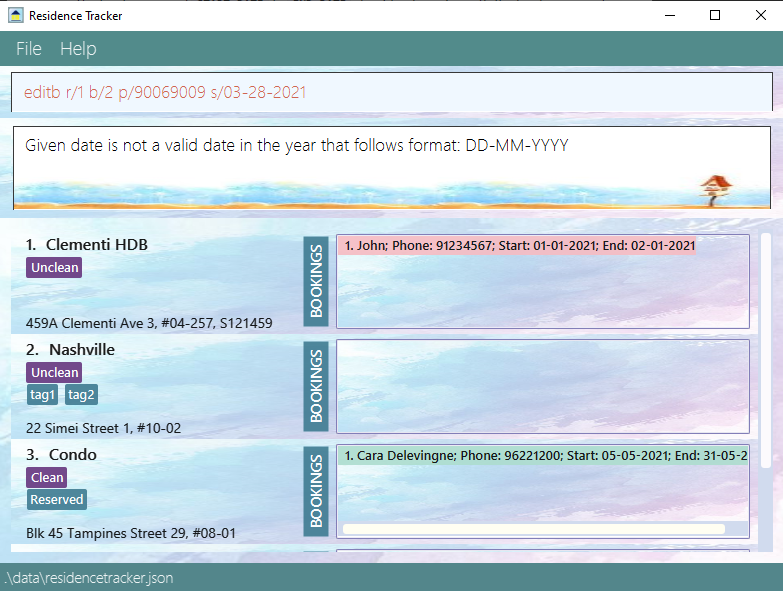 Residence Tracker
File Help
editb r/1 b/2 p/90069009 s/03-28-2021
Given date is not a valid date in the year that follows format: DD-MM-YYYY
1. Clementi HDB
Unclean
459A Clementi Ave 3, #04-257, S121459
BOOKINGS
1. John; Phone: 91234567; Start: 01-01-2021; End: 02-01-2021
2. Nashville
Unclean
tag1 tag2
22 Simei Street 1, #10-02
BOOKINGS
3. Condo
Clean
Reserved
Blk 45 Tampines Street 29, #08-01
BOOKINGS
1. Cara Delevingne; Phone: 96221200; Start: 05-05-2021; End: 31-05-2
.\data\residencetracker.json